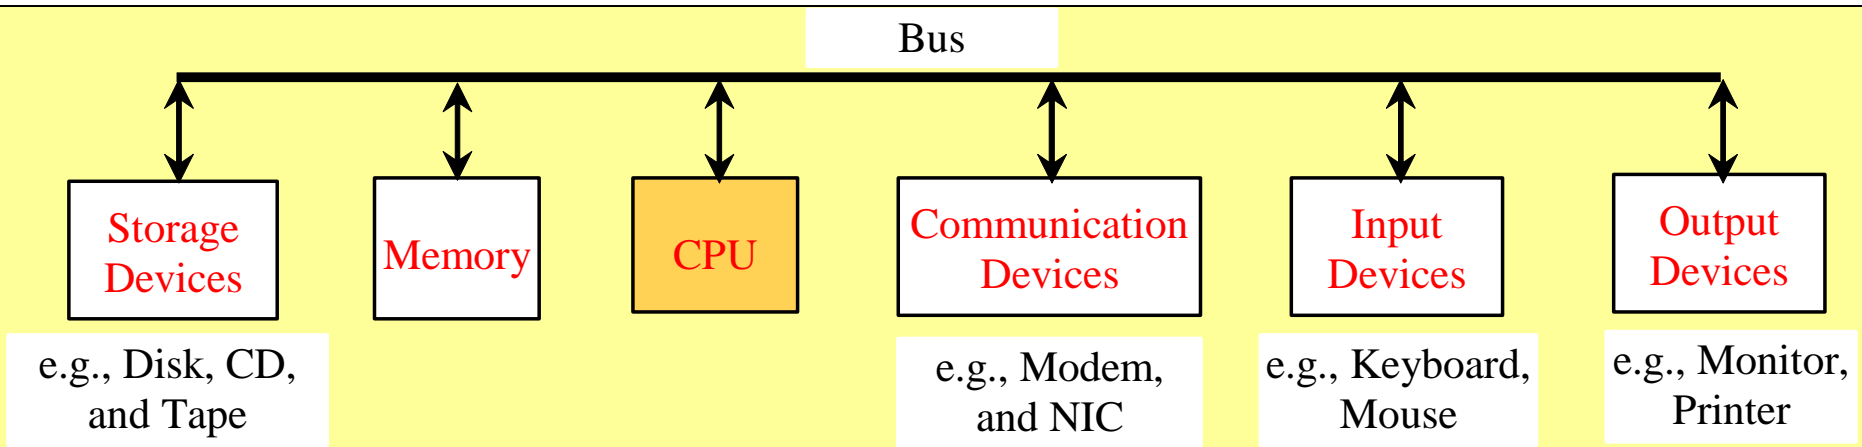 Bus
Storage
Devices
Memory
CPU
Communication
Devices
Input
Devices
Output
Devices
e.g., Disk, CD,
and Tape
e.g., Modem,
and NIC
e.g., Keyboard,
Mouse
e.g., Monitor,
Printer